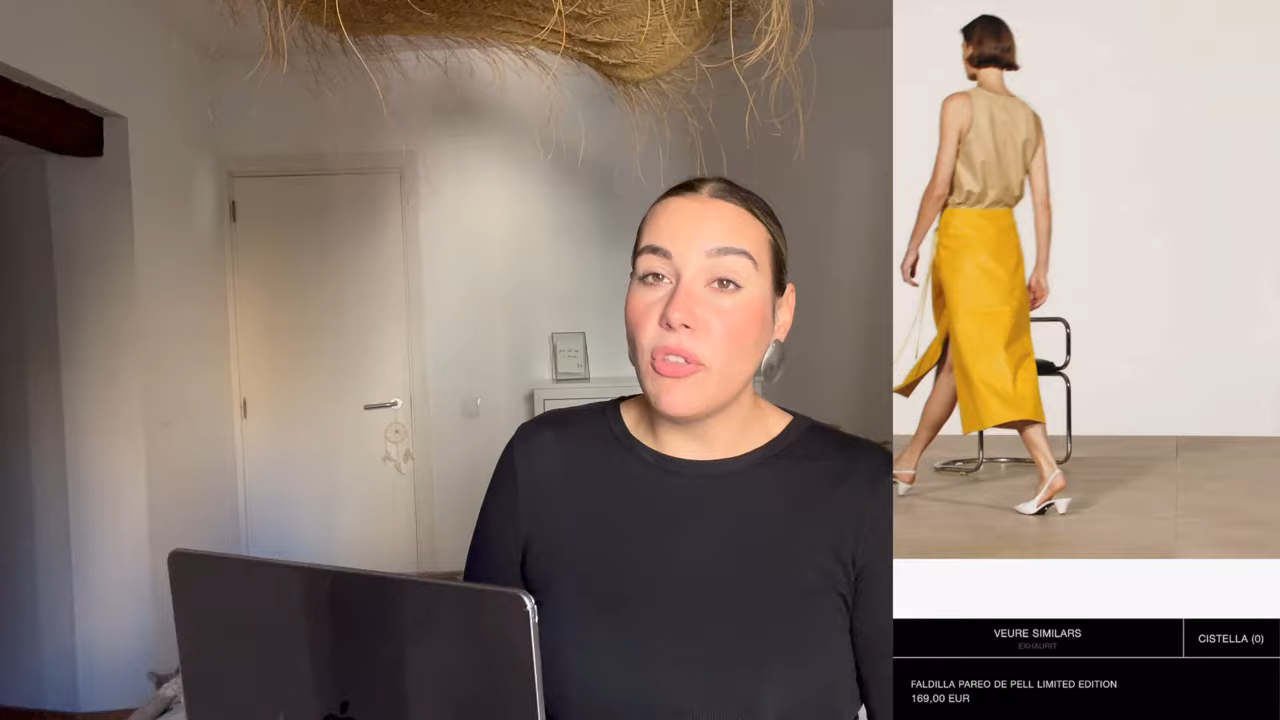 VEURE SIMILARS
EXHAURIT
CISTELLA (0)
FALDILLA PAREO DE PELL LIMITED EDITION
169,00 EUR